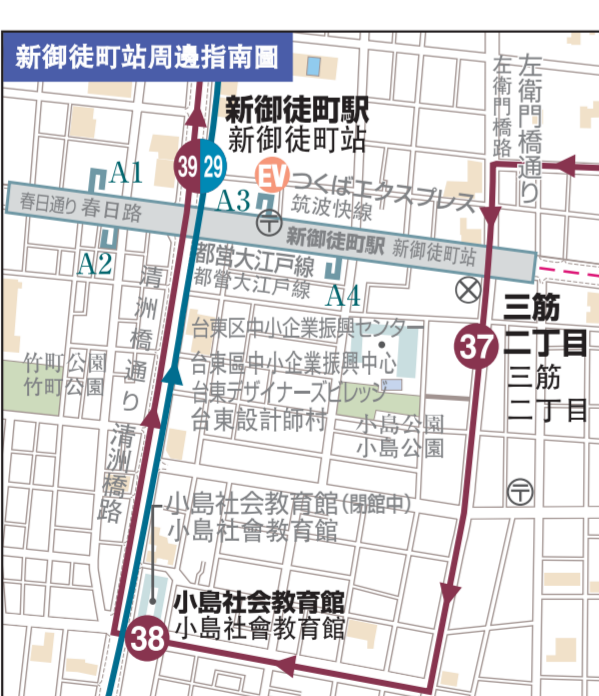 新御徒町站周邊指南圖
左衛門橋通り
左衛門橋路
新御徒町駅
新御徒町站
39
29
EV
A1
A3
つくばエクスプレス
筑波快線
春日通り 春日路
新御徒町駅 新御徒町站
A2
都営大江戸線
都營大江戸線
A4
清洲橋通り 清洲橋路
三筋
二丁目
三筋
二丁目
37
台東区中小企業振興センター
台東區中小企業振興中心
台東デザイナーズビレッジ
台東設計師村
竹町公園
竹町公園
小島公園
小島公園
小島社会教育館(閉館中)
小島社會教育館
小島社会教育館
小島社會教育館
38